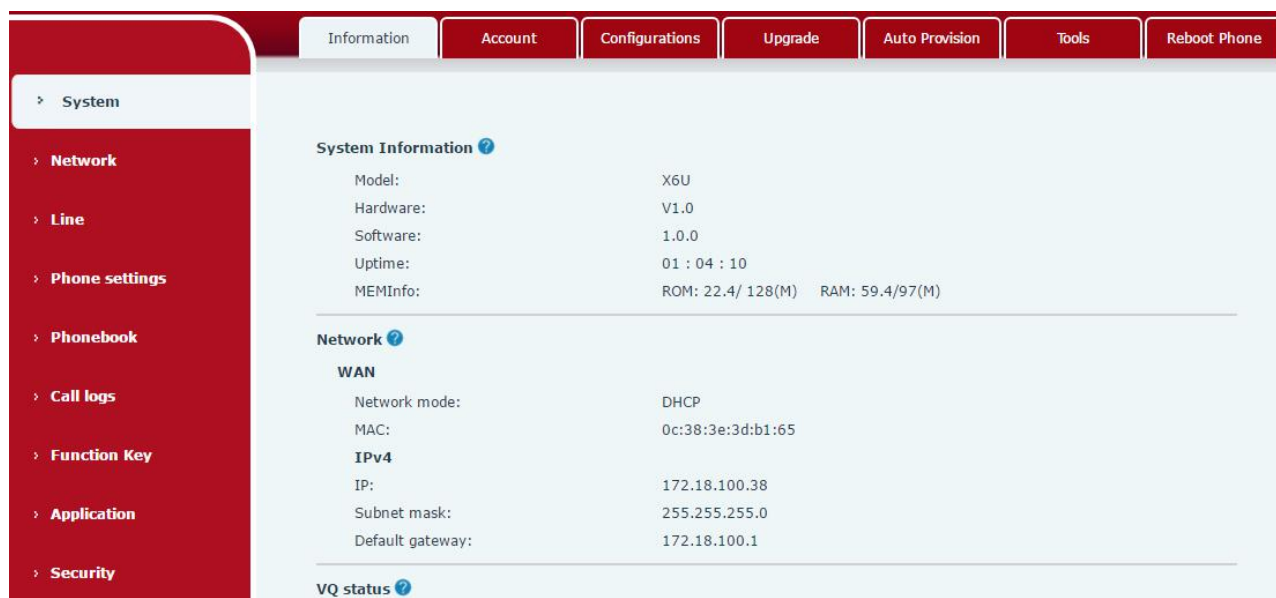 Information Account Configurations Upgrade Auto Provision Tools Reboot Phone
System
Network
Line
Phone settings
Phonebook
Call logs
Function Key
Application
Security
System Information
Model: X6U
Hardware: V1.0
Software: 1.0.0
Uptime: 01 : 04 : 10
MEMInfo: ROM: 22.4/ 128(M) RAM: 59.4/97(M)
Network
WAN
Network mode: DHCP
MAC: 0c:38:3e:3d:b1:65
IPv4
IP: 172.18.100.38
Subnet mask: 255.255.255.0
Default gateway: 172.18.100.1
VQ status